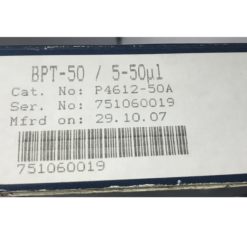 BPT-50 / 5-50µl
Cat. No: P4612-50A
Ser. No: 751060019
Mfrd on: 29.10.07
751060019